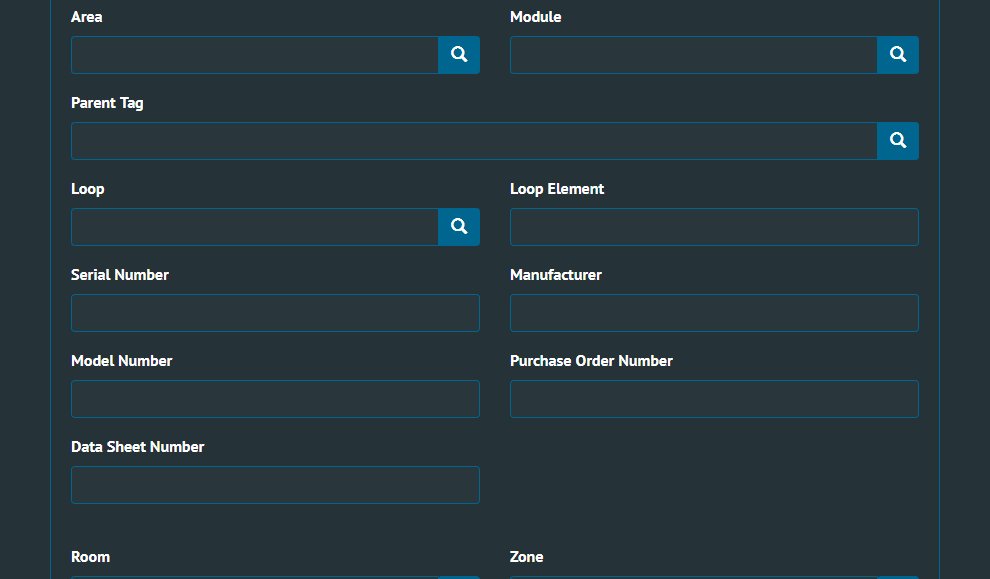 Area
Module
Parent Tag
Loop
Loop Element
Serial Number
Manufacturer
Model Number
Purchase Order Number
Data Sheet Number
Room
Zone